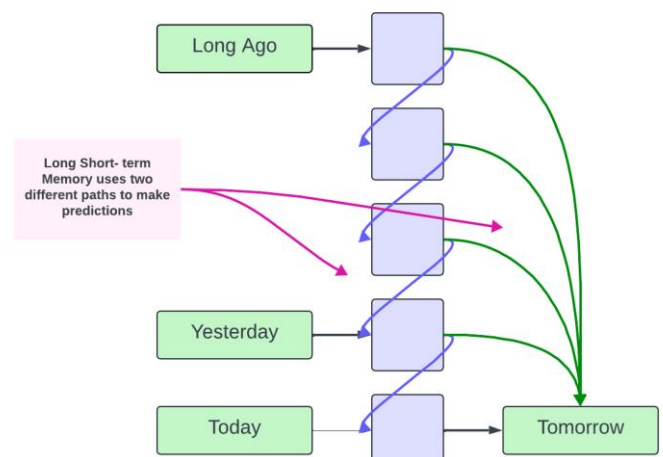 Long Ago
Long Short- term
Memory uses two
different paths to make
predictions
Yesterday
Today
Tomorrow